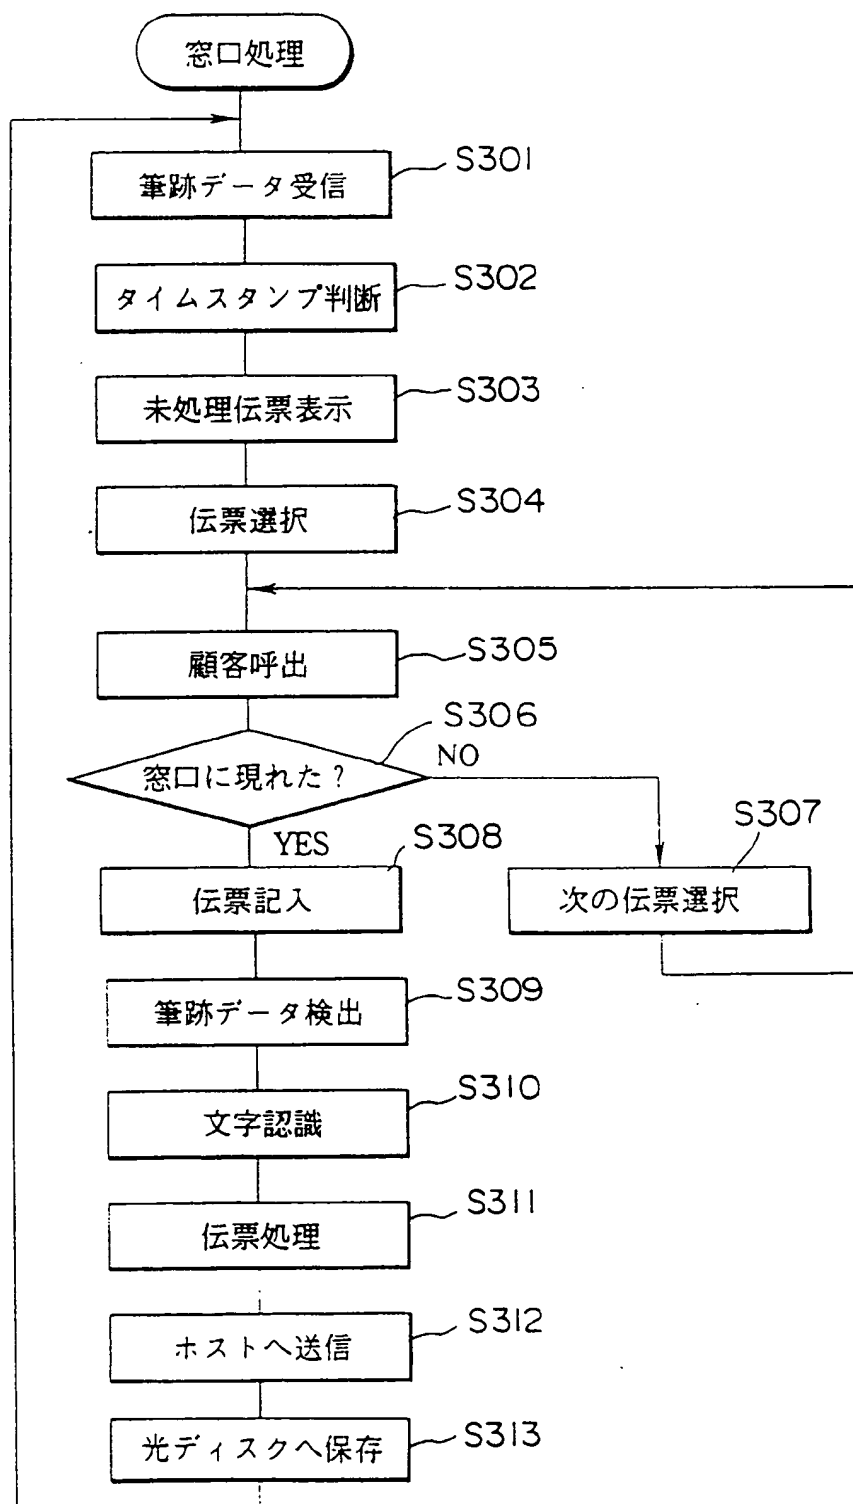 窓口処理
S301
筆跡データ受信
S302
タイムスタンプ判断
S303
未処理伝票表示
S304
伝票選択
S305
顧客呼出
S306
窓口に現れた?
NO
YES
S307
次の伝票選択
S308
伝票記入
S309
筆跡データ検出
S310
文字認識
S311
伝票処理
S312
ホストへ送信
S313
光ディスクへ保存